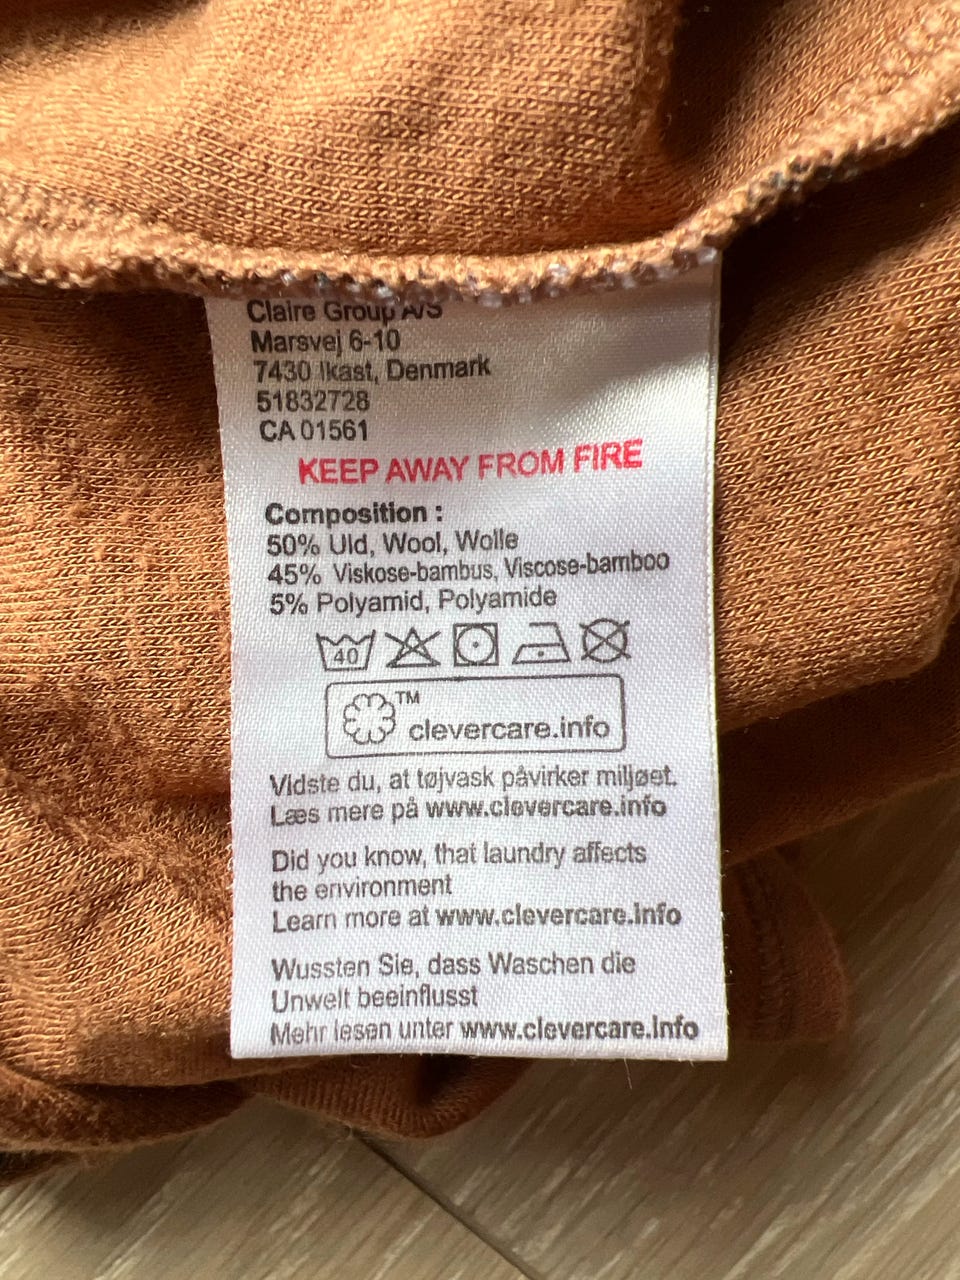 Claire Group A/S
Marsvej 6-10
7430 Ikast, Denmark
51832728
CA 01561
KEEP AWAY FROM FIRE
Composition :
50% Uld, Wool, Wolle
45% Viskose-bambus, Viscose-bamboo
5% Polyamid, Polyamide
40
TM
clevercare.info
Vidste du, at tøjvask påvirker miljøet.
Læs mere på www.clevercare.info
Did you know, that laundry affects
the environment
Learn more at www.clevercare.info
Wussten Sie, dass Waschen die
Unwelt beeinflusst
Mehr lesen unter www.clevercare.info